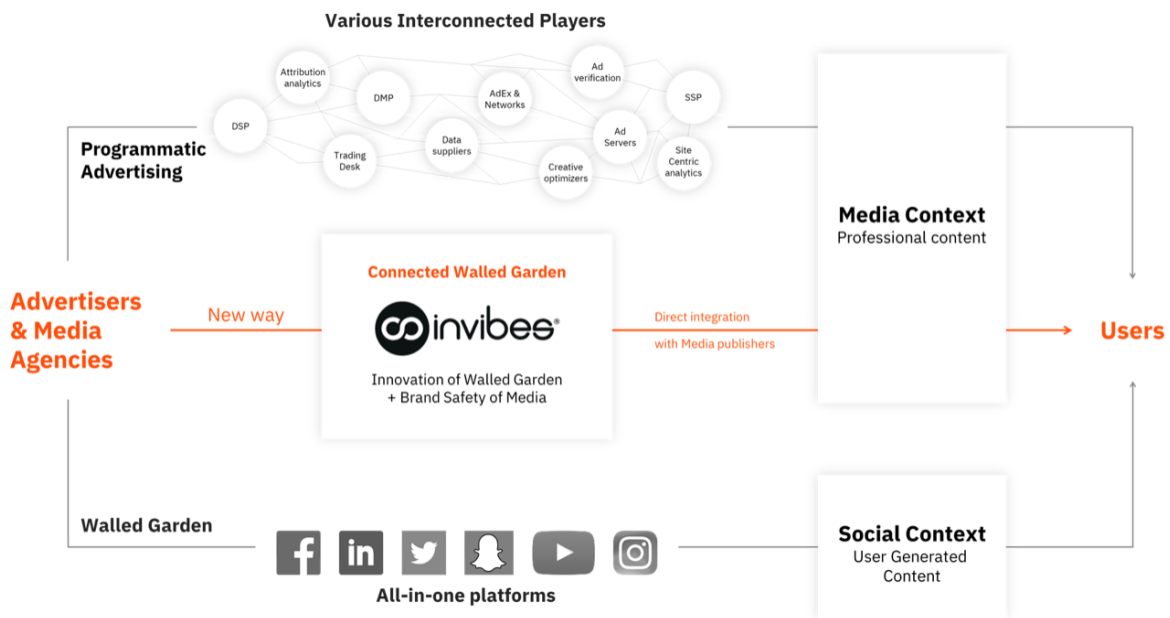 Various Interconnected Players
Attribution
analytics
DMP
AdEx &
Networks
Ad
verification
SSP
DSP
Trading
Desk
Data
suppliers
Creative
optimizers
Ad
Servers
Site
Centric
analytics
Programmatic
Advertising
Media Context
Professional content
Advertisers
& Media
Agencies
New way
Connected Walled Garden
invibes®
Innovation of Walled Garden
+ Brand Safety of Media
Direct integration
with Media publishers
Users
Walled Garden
f
in
All-in-one platforms
Social Context
User Generated
Content